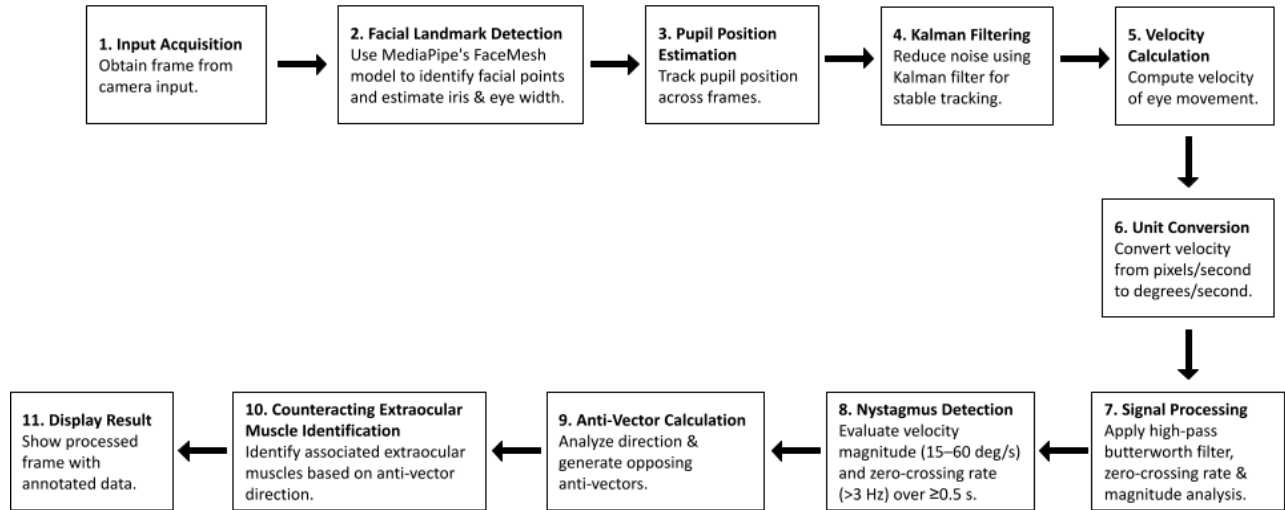 1. Input Acquisition
Obtain frame from
camera input.
2. Facial Landmark Detection
Use MediaPipe's FaceMesh
model to identify facial points
and estimate iris & eye width.
3. Pupil Position
Estimation
Track pupil position
across frames.
4. Kalman Filtering
Reduce noise using
Kalman filter for
stable tracking.
5. Velocity
Calculation
Compute velocity
of eye movement.
6. Unit Conversion
Convert velocity
from pixels/second
to degrees/second.
7. Signal Processing
Apply high-pass
butterworth filter,
zero-crossing rate &
magnitude analysis.
8. Nystagmus Detection
Evaluate velocity
magnitude (15–60 deg/s)
and zero-crossing rate
(>3 Hz) over ≥0.5 s.
9. Anti-Vector Calculation
Analyze direction &
generate opposing
anti-vectors.
10. Counteracting Extraocular
Muscle Identification
Identify associated extraocular
muscles based on anti-vector
direction.
11. Display Result
Show processed
frame with
annotated data.